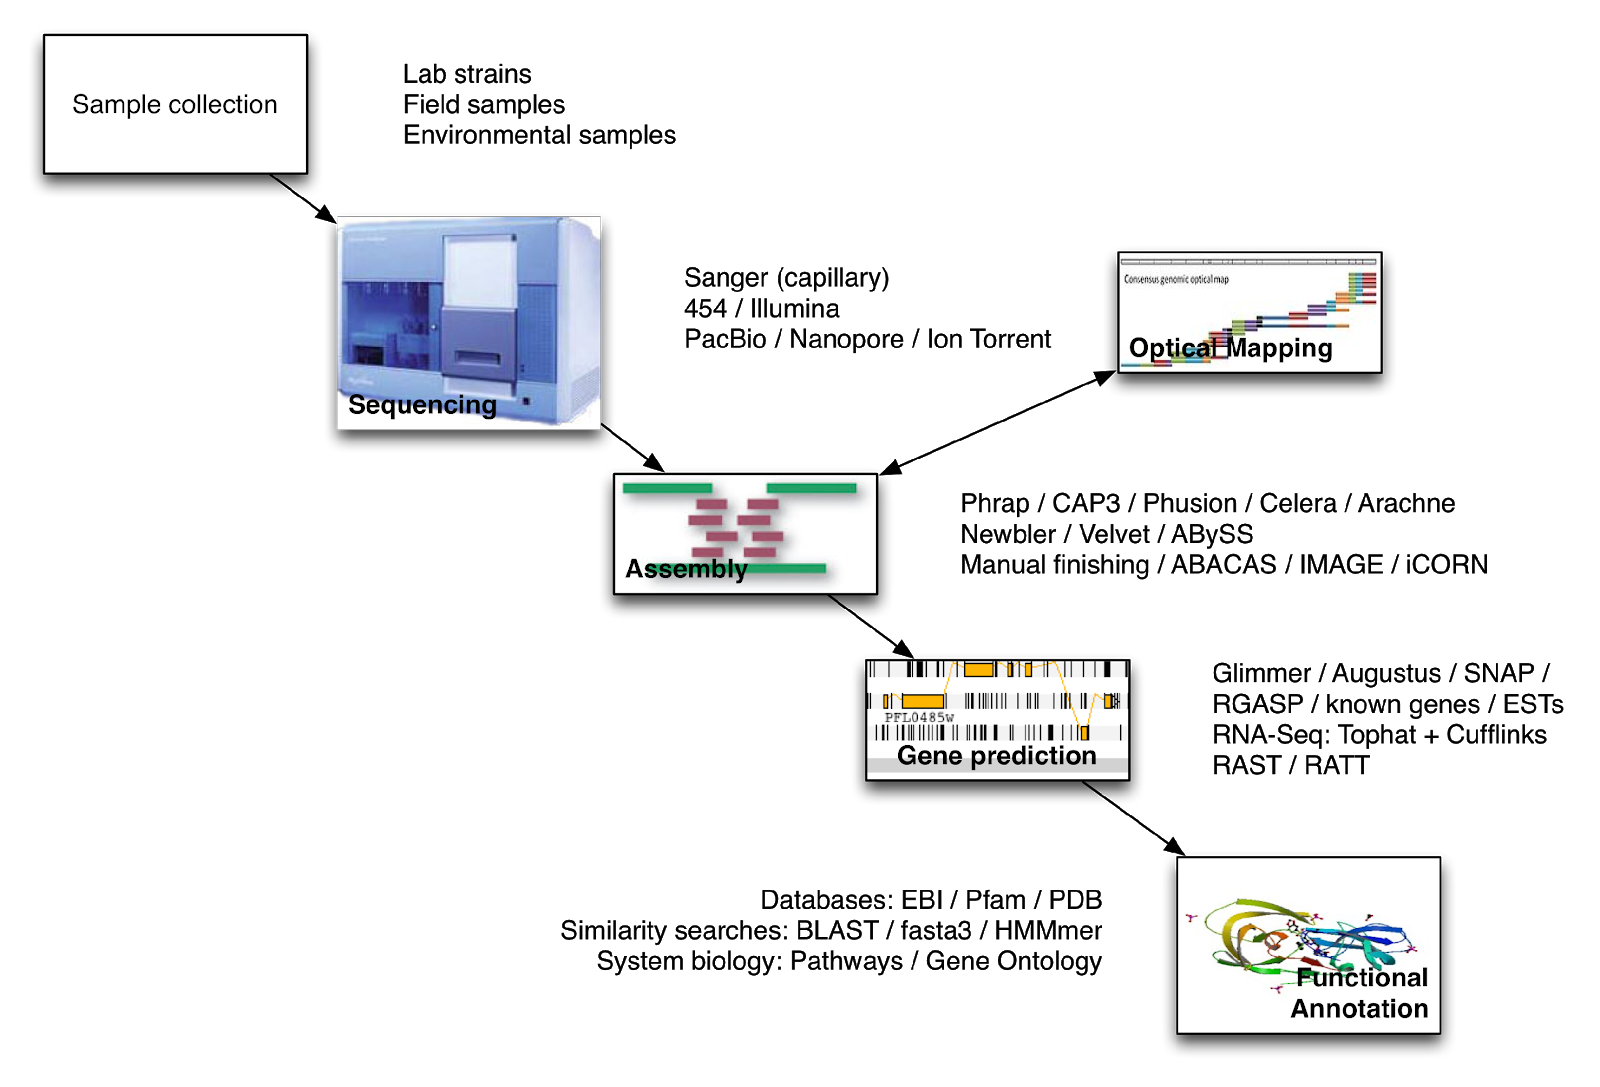 Sample collection
Lab strains
Field samples
Environmental samples
Sequencing
Sanger (capillary)
454 / Illumina
PacBio / Nanopore / Ion Torrent
Consensus genomic optical map
Optical Mapping
Assembly
Phrap / CAP3 / Phusion / Celera / Arachne
Newbler / Velvet / ABySS
Manual finishing / ABACAS / IMAGE / iCORN
PFL0485w
Gene prediction
Glimmer / Augustus / SNAP /
RGASP / known genes / ESTs
RNA-Seq: Tophat + Cufflinks
RAST / RATT
Databases: EBI / Pfam / PDB
Similarity searches: BLAST / fasta3 / HMMmer
System biology: Pathways / Gene Ontology
Functional
Annotation